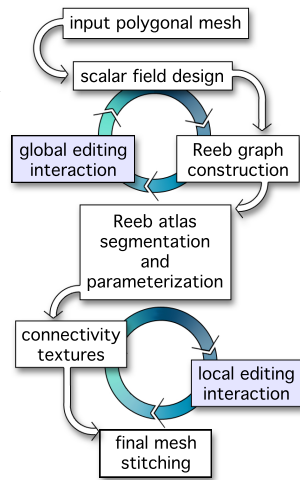 input polygonal mesh
scalar field design
global editing
interaction
Reeb graph
construction
Reeb atlas
segmentation
and
parameterization
connectivity
textures
local editing
interaction
final mesh
stitching